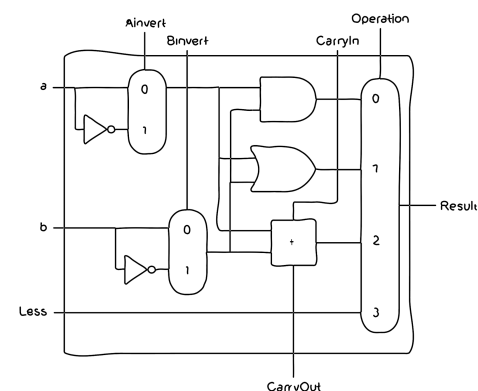 Operation
Ainvert
Binvert
CarryIn
a
0
0
1
1
b
0
Result
+
2
1
Less
3
CarryOut